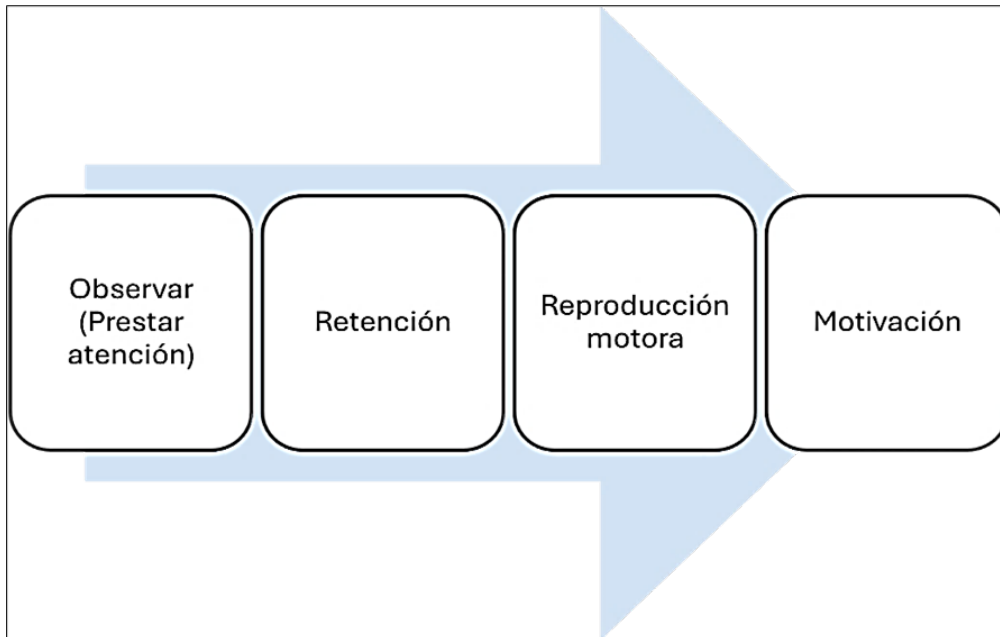 Observar
(Prestar
atención)
Retención
Reproducción
motora
Motivación